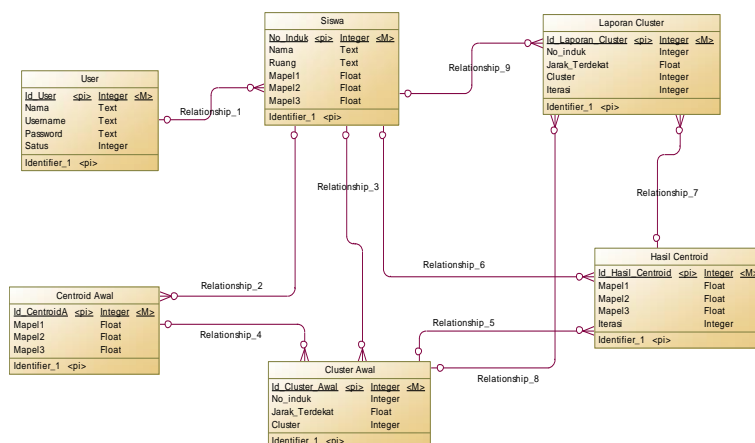 Siswa
No_Induk <pi> Integer <M>
Nama Text
Ruang Text
Mapel1 Float
Mapel2 Float
Mapel3 Float
Identifier_1 <pi>
Laporan Cluster
Id_Laporan_Cluster <pi> Integer <M>
No_induk Integer
Jarak_Terdekat Float
Cluster Integer
Iterasi Integer
Identifier_1 <pi>
User
Id_User <pi> Integer <M>
Nama Text
Username Text
Password Text
Satus Integer
Identifier_1 <pi>
Relationship_1
Relationship_9
Relationship_3
Relationship_7
Relationship_6
Relationship_2
Hasil Centroid
Id_Hasil_Centroid <pi> Integer <M>
Mapel1 Float
Mapel2 Float
Mapel3 Float
Iterasi Integer
Identifier_1 <pi>
Centroid Awal
Id_CentroidA <pi> Integer <M>
Mapel1 Float
Mapel2 Float
Mapel3 Float
Identifier_1 <pi>
Relationship_4
Relationship_5
Relationship_8
Cluster Awal
Id_Cluster_Awal <pi> Integer <M>
No_induk Integer
Jarak_Terdekat Float
Cluster Integer
Identifier_1 <pi>